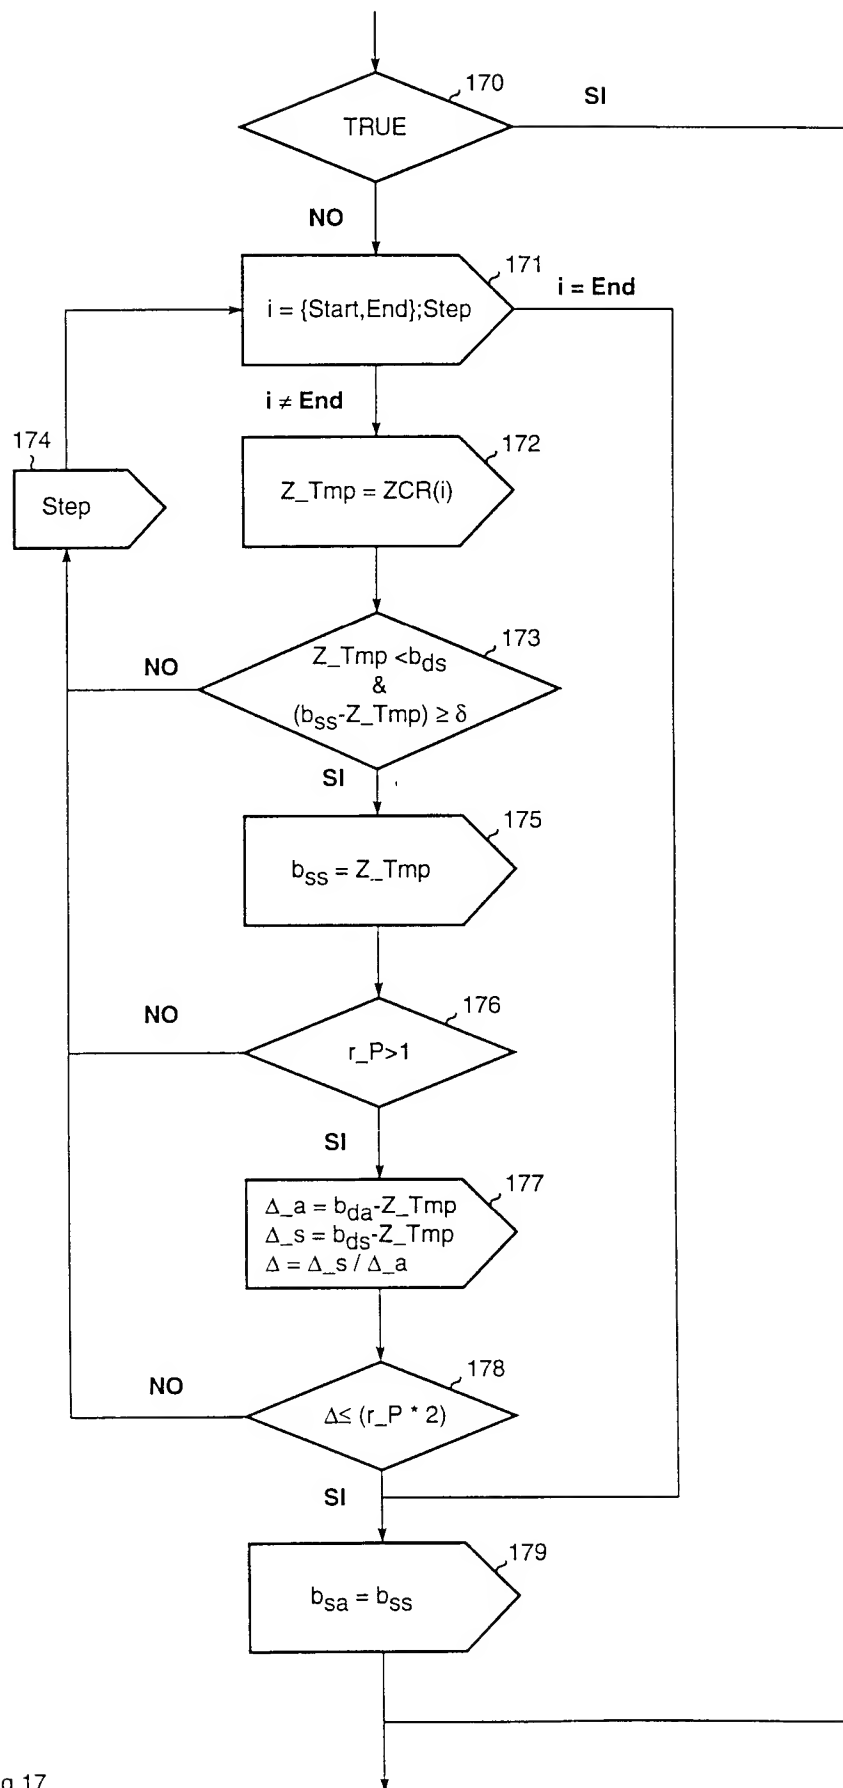 170
SI
TRUE
NO
171
i = End
i = {Start,End};Step
i ≠ End
174
172
Step
Z_Tmp = ZCR(i)
173
NO
Z_Tmp <b_ds
&
(b_ss-Z_Tmp) ≥ δ
SI
175
b_ss = Z_Tmp
176
NO
r_P>1
SI
177
Δ_a = b_da-Z_Tmp
Δ_s = b_ds-Z_Tmp
Δ = Δ_s / Δ_a
178
NO
Δ≤ (r_P * 2)
SI
179
b_sa = b_ss
g 17